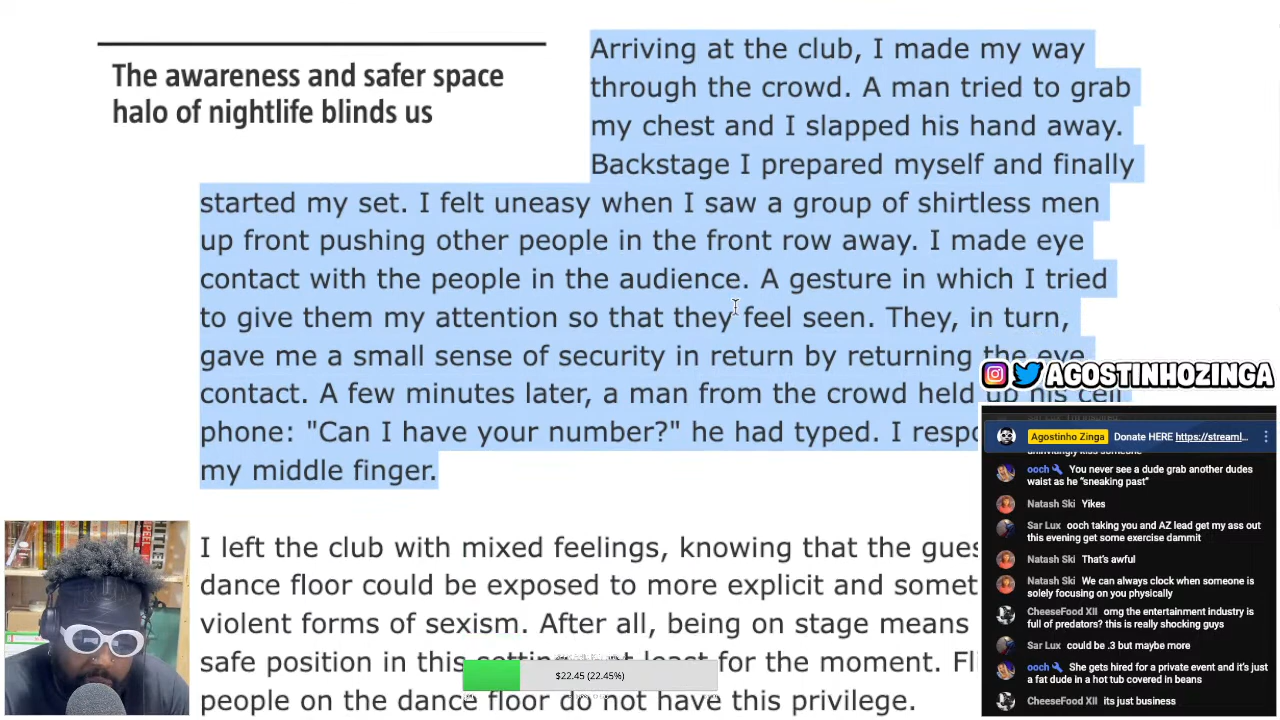 The awareness and safer space
halo of nightlife blinds us
Arriving at the club, I made my way
through the crowd. A man tried to grab
my chest and I slapped his hand away.
Backstage I prepared myself and finally
started my set. I felt uneasy when I saw a group of shirtless men
up front pushing other people in the front row away. I made eye
contact with the people in the audience. A gesture in which I tried
to give them my attention so that they feel seen. They, in turn,
gave me a small sense of security in return by returning the eye
contact. A few minutes later, a man from the crowd held up his cell
phone: "Can I have your number?" he had typed. I respo
my middle finger.
I left the club with mixed feelings, knowing that the gues
dance floor could be exposed to more explicit and somet
violent forms of sexism. After all, being on stage means
safe position in this setting, at least for the moment. Fl
people on the dance floor do not have this privilege.
$22.45 (22.45%)
AGOSTINHOZINGA
Agostinho Zinga Donate HERE https://streaml...
uninvitingly kiss someone
ooch You never see a dude grab another dudes
waist as he "sneaking past"
Natash Ski Yikes
Sar Lux ooch taking you and AZ lead get my ass out
this evening get some exercise dammit
Natash Ski That's awful
Natash Ski We can always clock when someone is
solely focusing on you physically
CheeseFood XII omg the entertainment industry is
full of predators? this is really shocking guys
Sar Lux could be .3 but maybe more
ooch She gets hired for a private event and it's just
a fat dude in a hot tub covered in beans
CheeseFood XII its just business